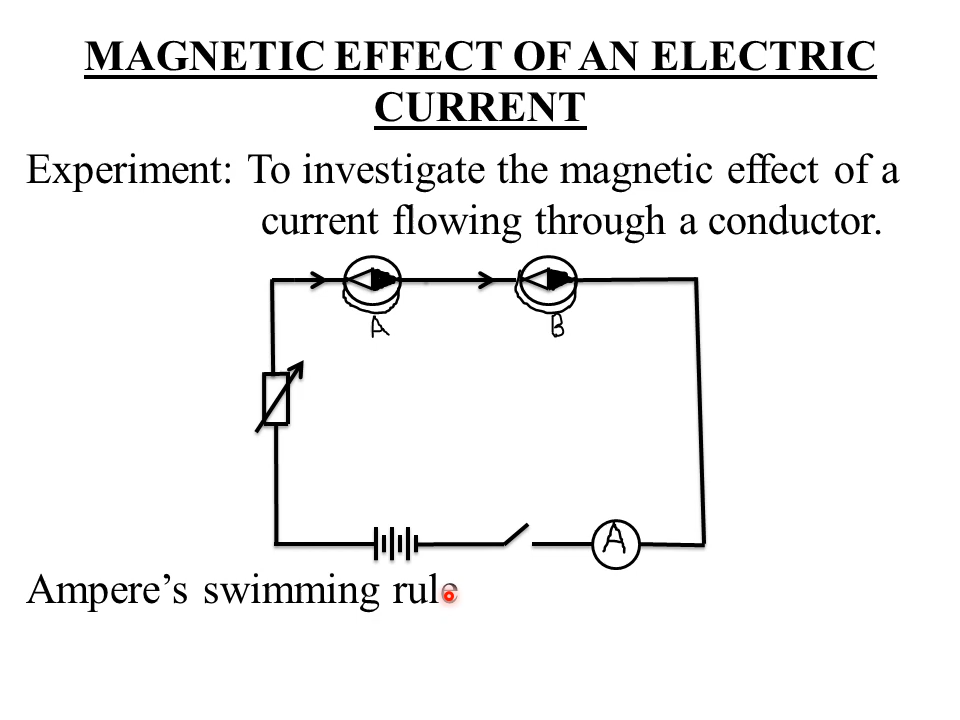 MAGNETIC EFFECT OF AN ELECTRIC
CURRENT
Experiment: To investigate the magnetic effect of a
current flowing through a conductor.
A B
A
Ampere’s swimming rule